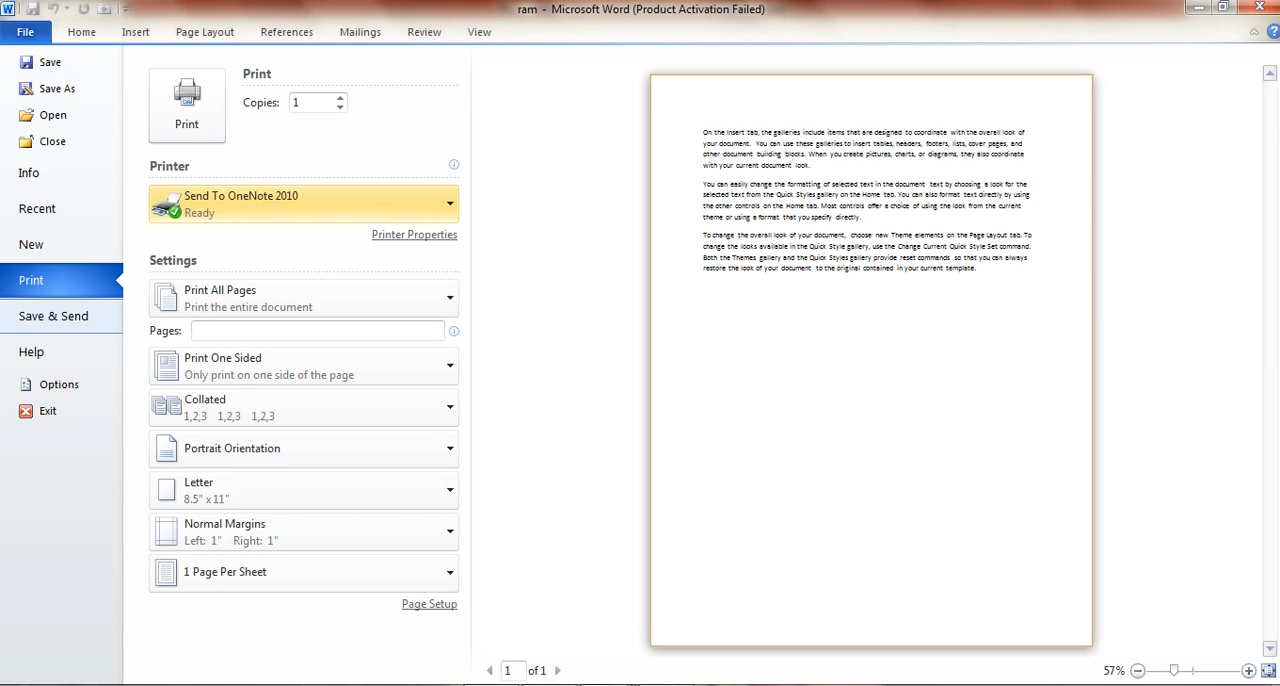 ram - Microsoft Word (Product Activation Failed)
File Home Insert Page Layout References Mailings Review View
Save
Save As
Open
Close
Info
Recent
New
Print
Save & Send
Help
Options
Exit
Print
Print
Copies: 1
Printer
Send To OneNote 2010
Ready
Printer Properties
Settings
Print All Pages
Print the entire document
Pages:
Print One Sided
Only print on one side of the page
Collated
1,2,3 1,2,3 1,2,3
Portrait Orientation
Letter
8.5" x 11"
Normal Margins
Left: 1" Right: 1"
1 Page Per Sheet
Page Setup
On the Insert tab, the galleries include items that are designed to coordinate with the overall look of
your document. You can use these galleries to insert tables, headers, footers, lists, cover pages, and
other document building blocks. When you create pictures, charts, or diagrams, they also coordinate
with your current document look.
You can easily change the formatting of selected text in the document text by choosing a look for the
selected text from the Quick Styles gallery on the Home tab. You can also format text directly by using
the other controls on the Home tab. Most controls offer a choice of using the look from the current
theme or using a format that you specify directly.
To change the overall look of your document, choose new Theme elements on the Page Layout tab. To
change the looks available in the Quick Style gallery, use the Change Current Quick Style Set command.
Both the Themes gallery and the Quick Styles gallery provide reset commands so that you can always
restore the look of your document to the original contained in your current template.
1 of 1
57%